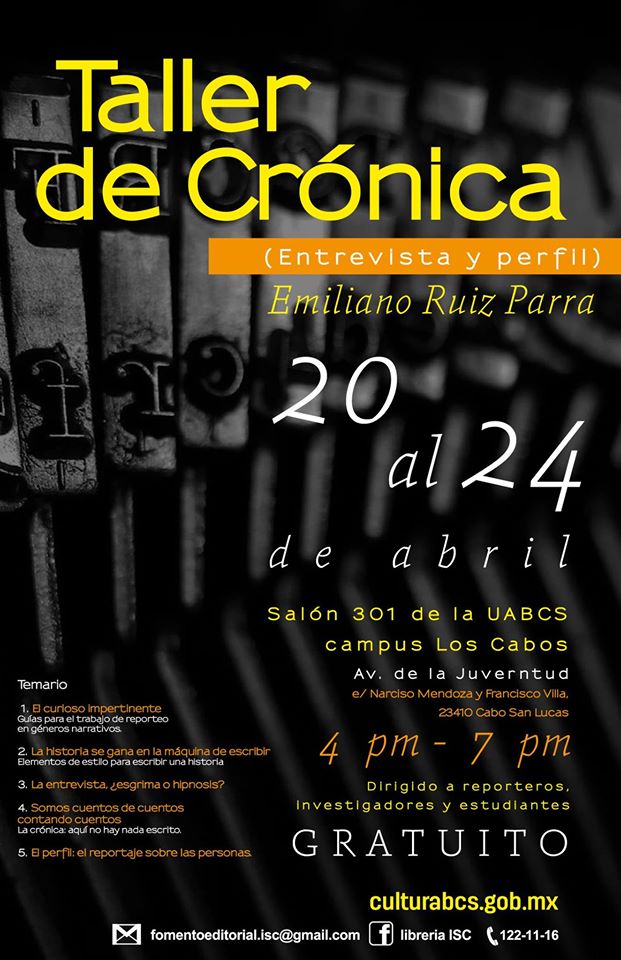 Taller
de Crónica
(Entrevista y perfil)
Emiliano Ruiz Parra
20
al 24
de abril
Salón 301 de la UABCS
campus Los Cabos
Av. de la Juverntud
e/ Narciso Mendoza y Francisco Villa,
23410 Cabo San Lucas
4 pm - 7 pm
Dirigido a reporteros,
investigadores y estudiantes
GRATUITO
Temario
1. El curioso impertinente
Guías para el trabajo de reporteo
en géneros narrativos.
2. La historia se gana en la máquina de escribir
Elementos de estilo para escribir una historia
3. La entrevista, ¿esgrima o hipnosis?
4. Somos cuentos de cuentos
contando cuentos
La crónica: aquí no hay nada escrito.
5. El perfil: el reportaje sobre las personas.
culturabcs.gob.mx
fomentoeditorial.isc@gmail.com f libreria ISC 122-11-16